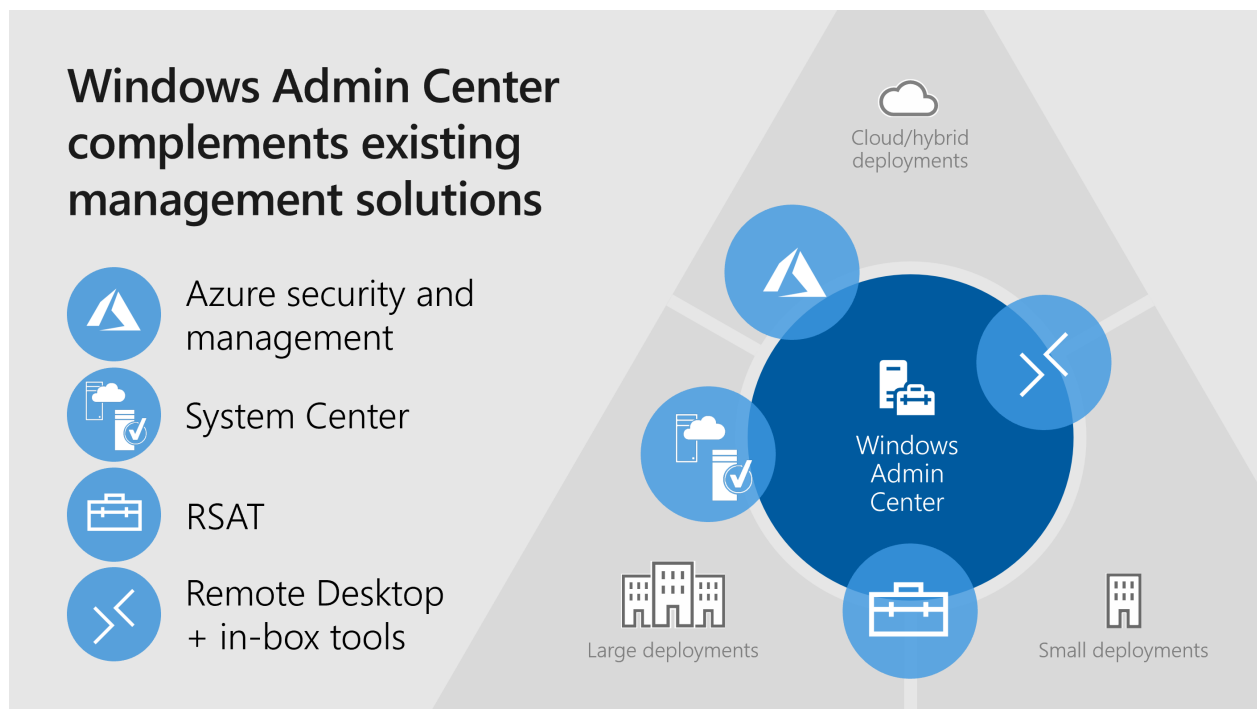 Windows Admin Center
complements existing
management solutions
Azure security and
management
System Center
RSAT
Remote Desktop
+ in-box tools
Cloud/hybrid
deployments
Windows
Admin
Center
Large deployments
Small deployments